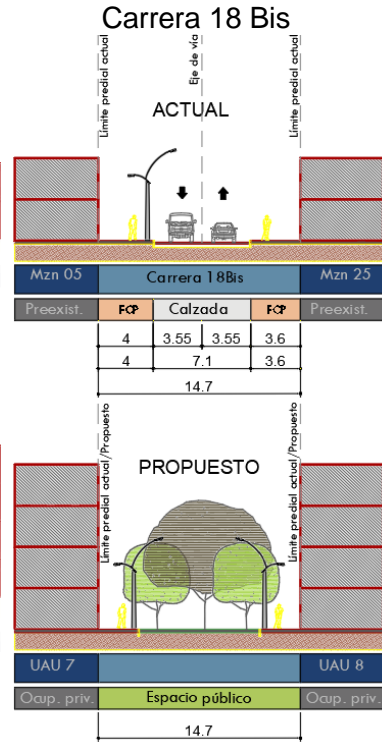 Carrera 18 Bis
Límite predial actual
Eje de vía
Límite predial actual
ACTUAL
Mzn 05
Carrera 18Bis
Mzn 25
Preexist.
FCP
Calzada
FCP
Preexist.
4
3.55
3.55
3.6
4
7.1
3.6
14.7
Límite predial actual/Propuesto
Límite predial actual/Propuesto
PROPUESTO
UAU 7
UAU 8
Ocup. priv.
Espacio público
Ocup. priv.
14.7